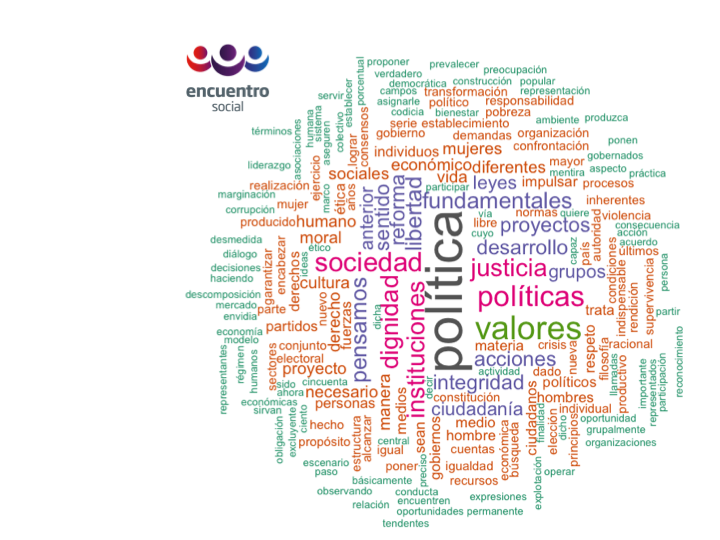 encuentro
social
proponer
prevalecer
verdadero
preocupación
democrática
construcción
popular
porcentual
campos
transformación
representación
servir
establecer
asignarle
político
responsabilidad
codicia
bienestar
pobreza
serie
establecimiento
ambiente
produzca
términos
asociaciones
humana
sistema
aseguren
colectivo
lograr
consensos
gobierno
demandas
organización
individuos
mujeres
confrontación
ponen
liderazgo
económico
diferentes
mayor
gobernados
ejercicio
sociales
vida
mentira
aspecto
práctica
realización
marco
ética
años
participar
leyes
impulsar
procesos
marginación
mujer
anterior
sentido
reforma
libertad
fundamentales
inherentes
corrupción
producido
humano
vía
normas
quiere
violencia
libre
cuyo
proyectos
consecuencia
acción
desmedida
moral
ético
política
desarrollo
capaz
país
autoridad
acuerdo
diálogo
garantizar
encabezar
derechos
ideas
sociedad
justicia
grupos
condiciones
últimos
persona
decisiones
haciendo
cultura
indispensable
rendición
supervivencia
descomposición
mercado
parte
nuevo
derecho
fuerzas
pensamos
dicha
dignidad
instituciones
políticas
trata
partir
envidia
partidos
valores
economía
modelo
conjunto
materia
crisis
nueva
respeto
filosofía
racional
reconocimiento
representantes
régimen
humanos
sectores
electoral
proyecto
acciones
actividad
dado
productivo
llamadas
importante
representados
participación
sido
ahora
cincuenta
necesario
manera
decir
integridad
políticos
económicas
sirvan
personas
medios
constitución
ciudadanía
ciudadanos
hombres
individual
obligación
excluyente
ciento
hecho
sean
gobiernos
medio
finalidad
dicho
elección
principios
oportunidad
grupalmente
propósito
estructura
alcanzar
central
igual
hombre
cuentas
económica
búsqueda
organizaciones
escenario
paso
poner
preciso
igualdad
recursos
explotación
operar
básicamente
observando
conducta
expresiones
relación
encuentren
oportunidades
permanente
tendentes